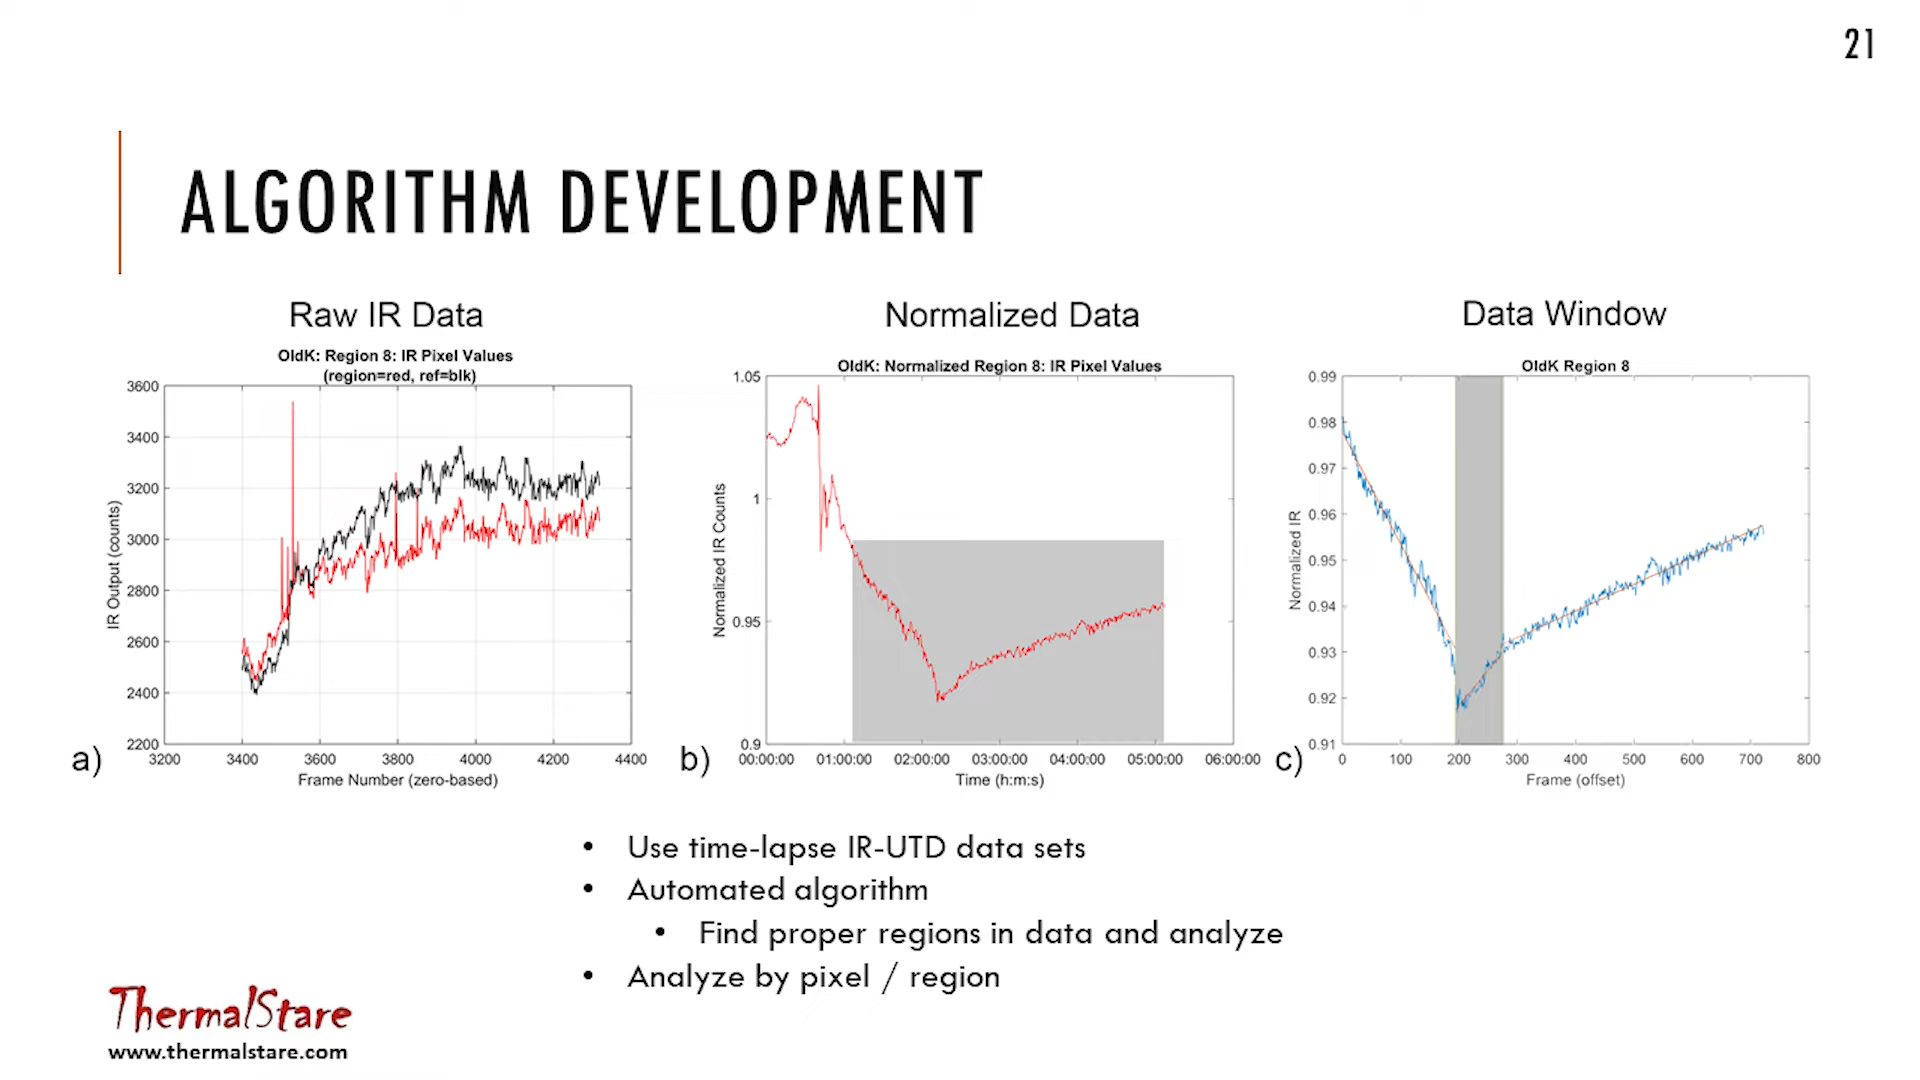 21
ALGORITHM DEVELOPMENT
Raw IR Data
OldK: Region 8: IR Pixel Values
(region=red, ref=blk)
3600
3400
3200
3000
2800
2600
2400
2200
IR Output (counts)
3200 3400 3600 3800 4000 4200 4400
Frame Number (zero-based)
a)
Normalized Data
OldK: Normalized Region 8: IR Pixel Values
1.05
1
0.95
0.9
Normalized IR Counts
00:00:00 01:00:00 02:00:00 03:00:00 04:00:00 05:00:00 06:00:00
Time (h:m:s)
b)
Data Window
OldK Region 8
0.99
0.98
0.97
0.96
0.95
0.94
0.93
0.92
0.91
Normalized IR
0 100 200 300 400 500 600 700 800
Frame (offset)
c)
• Use time-lapse IR-UTD data sets
• Automated algorithm
• Find proper regions in data and analyze
• Analyze by pixel / region
ThermalStare
www.thermalstare.com